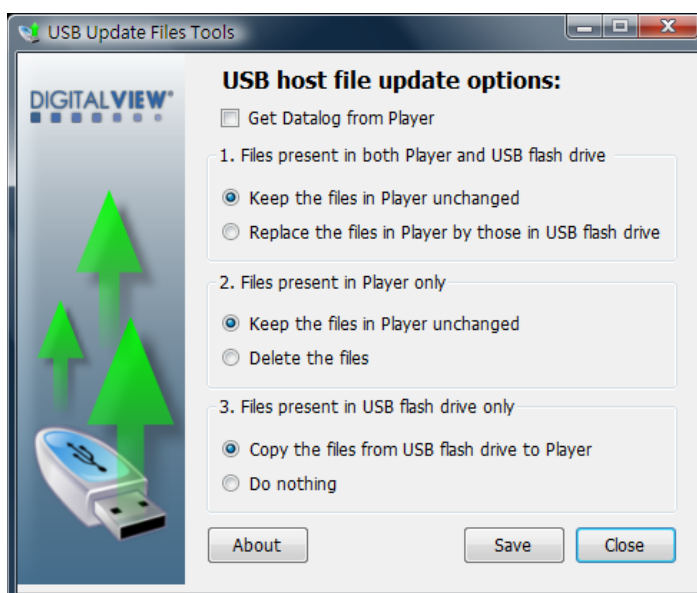 USB Update Files Tools
DIGITALVIEW®
USB host file update options:
Get Datalog from Player
1. Files present in both Player and USB flash drive
Keep the files in Player unchanged
Replace the files in Player by those in USB flash drive
2. Files present in Player only
Keep the files in Player unchanged
Delete the files
3. Files present in USB flash drive only
Copy the files from USB flash drive to Player
Do nothing
About
Save
Close